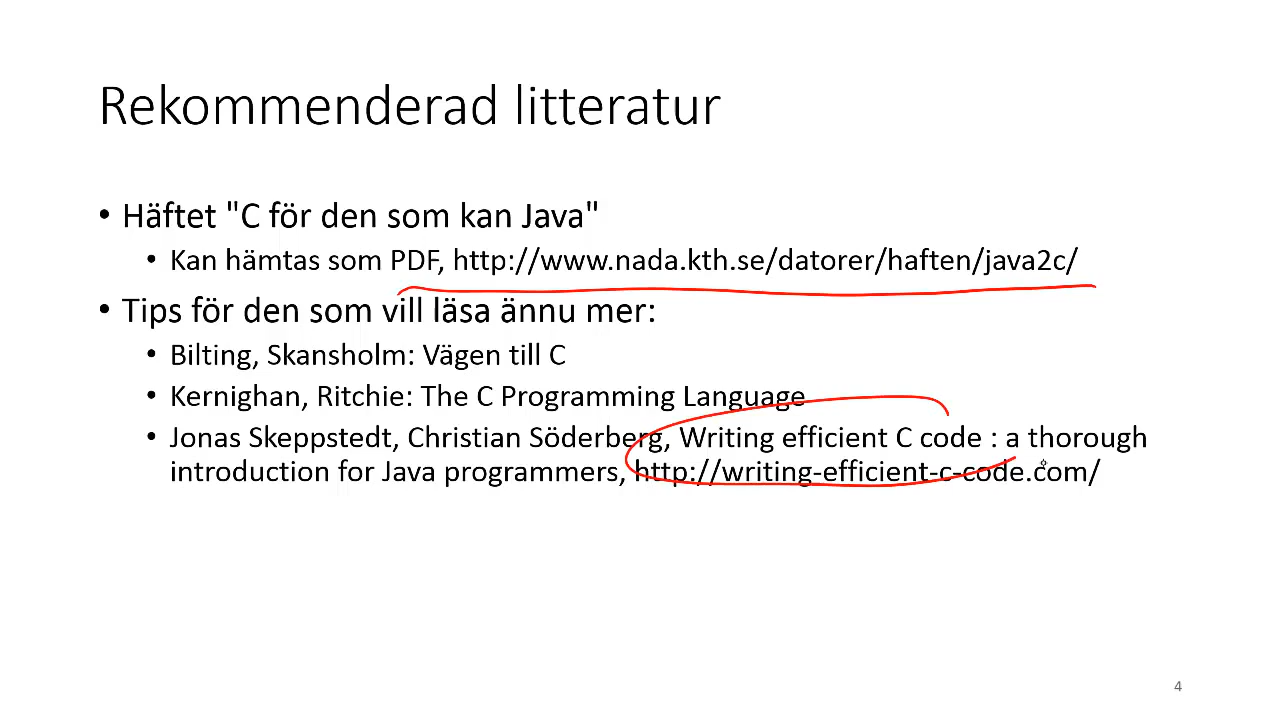 Rekommenderad litteratur
• Häftet "C för den som kan Java"
• Kan hämtas som PDF, http://www.nada.kth.se/datorer/haften/java2c/
• Tips för den som vill läsa ännu mer:
• Bilting, Skansholm: Vägen till C
• Kernighan, Ritchie: The C Programming Language
• Jonas Skeppstedt, Christian Söderberg, Writing efficient C code : a thorough
introduction for Java programmers, http://writing-efficient-c-code.com/
4